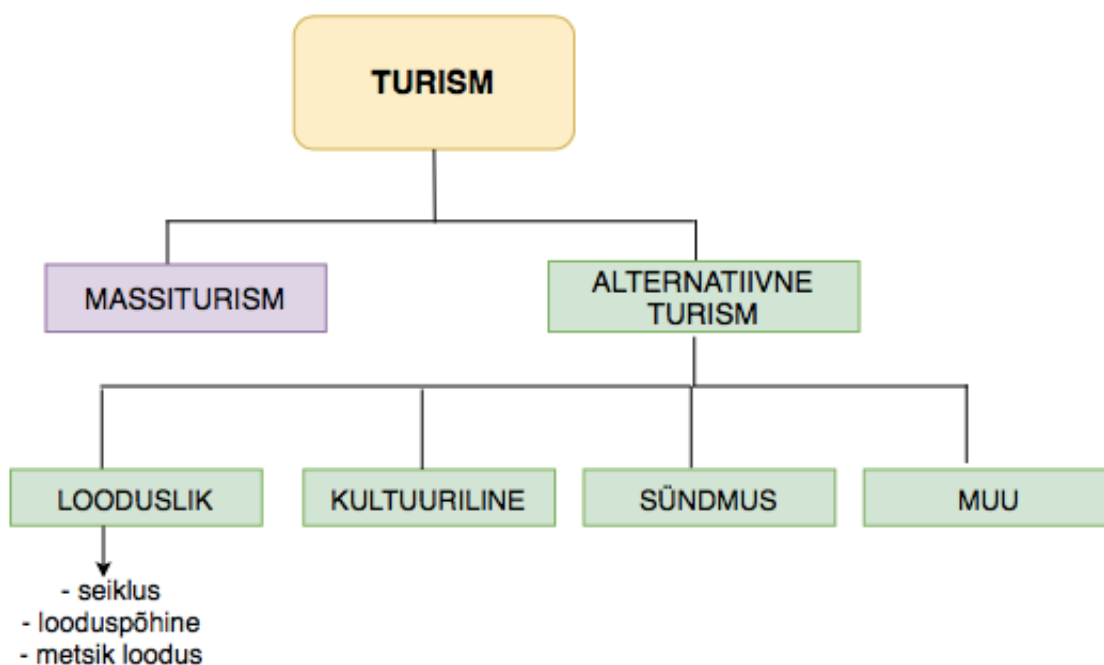 TURISM
MASSITURISM
ALTERNATIIVNE
TURISM
LOODUSLIK
KULTUURILINE
SÜNDMUS
MUU
- seiklus
- looduspõhine
- metsik loodus